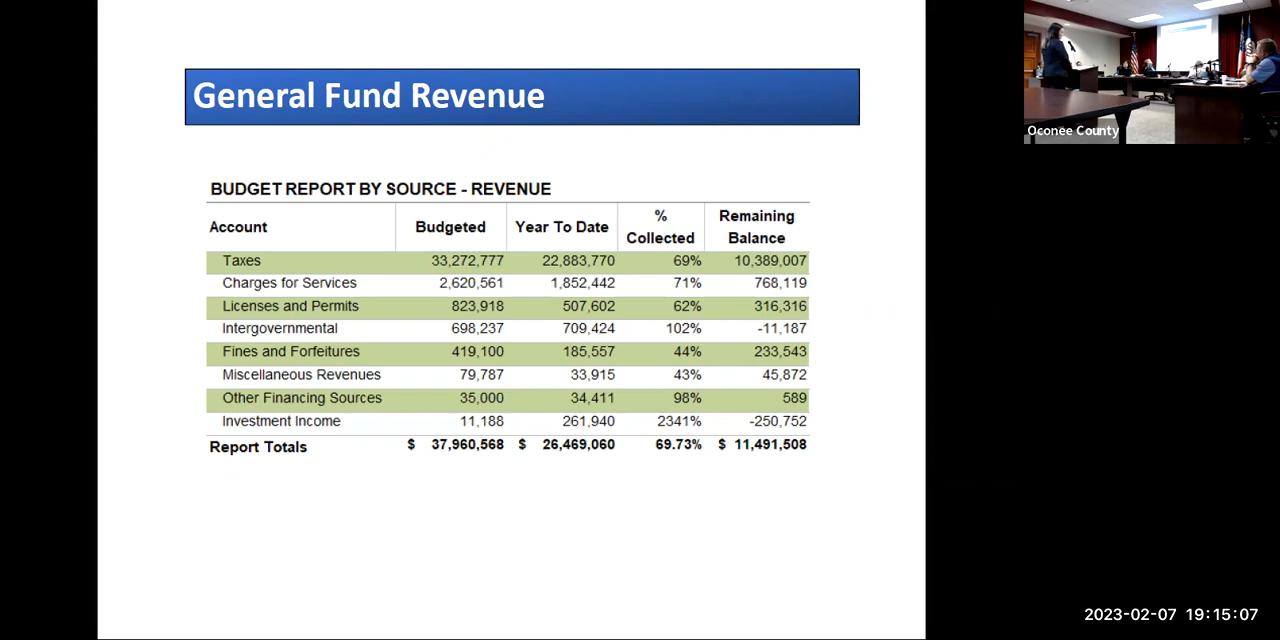 General Fund Revenue
Oconee County
BUDGET REPORT BY SOURCE - REVENUE
Account Budgeted Year To Date % Collected Remaining Balance
Taxes 33,272,777 22,883,770 69% 10,389,007
Charges for Services 2,620,561 1,852,442 71% 768,119
Licenses and Permits 823,918 507,602 62% 316,316
Intergovernmental 698,237 709,424 102% -11,187
Fines and Forfeitures 419,100 185,557 44% 233,543
Miscellaneous Revenues 79,787 33,915 43% 45,872
Other Financing Sources 35,000 34,411 98% 589
Investment Income 11,188 261,940 2341% -250,752
Report Totals $ 37,960,568 $ 26,469,060 69.73% $ 11,491,508
2023-02-07 19:15:07